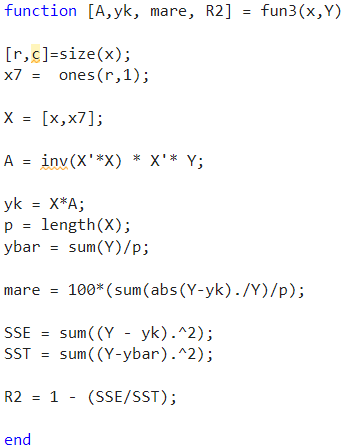 function [A,yk, mare, R2] = fun3(x,Y)
[r,c]=size(x);
x7 =  ones(r,1);
X = [x,x7];
A = inv(X'*X) * X'* Y;
yk = X*A;
p = length(X);
ybar = sum(Y)/p;
mare = 100*(sum(abs(Y-yk)./Y)/p);
SSE = sum((Y - yk).^2);
SST = sum((Y-ybar).^2);
R2 = 1 - (SSE/SST);
end